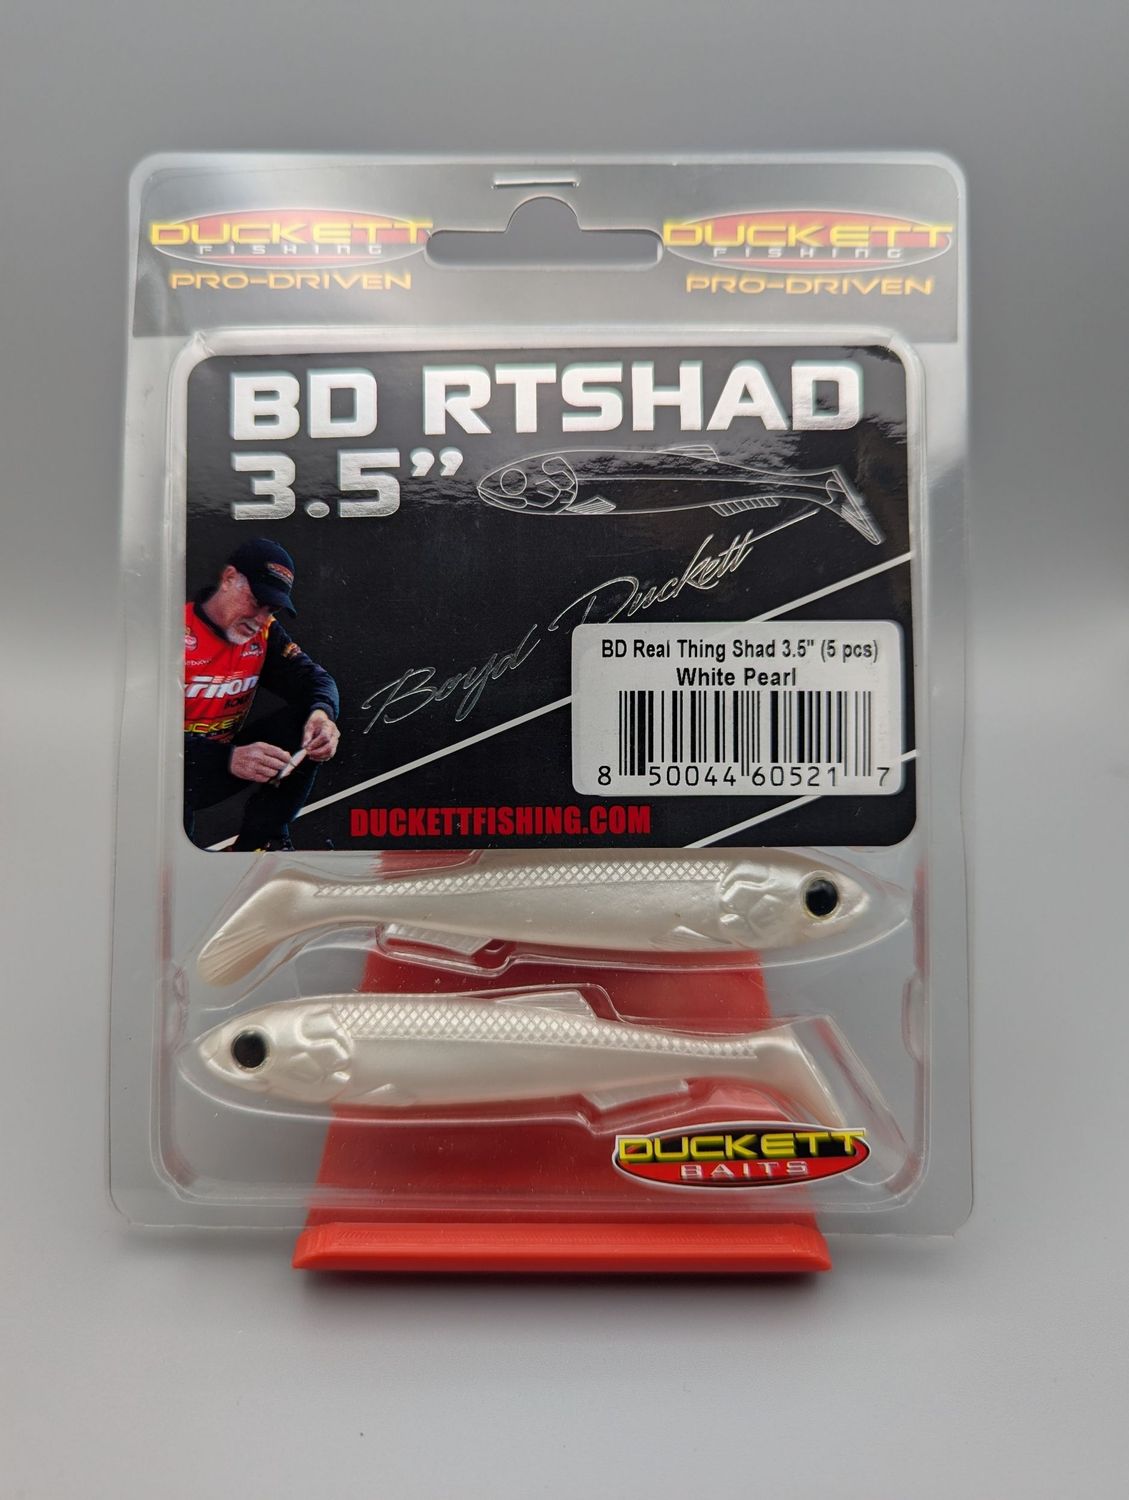 DUCKETT
FISHING
PRO-DRIVEN
DUCKETT
FISHING
PRO-DRIVEN
BD RTSHAD
3.5”
Boyd Duckett
BD Real Thing Shad 3.5" (5 pcs)
White Pearl
8 50044 60521 7
DUCKETTFISHING.COM
DUCKETT
BAITS